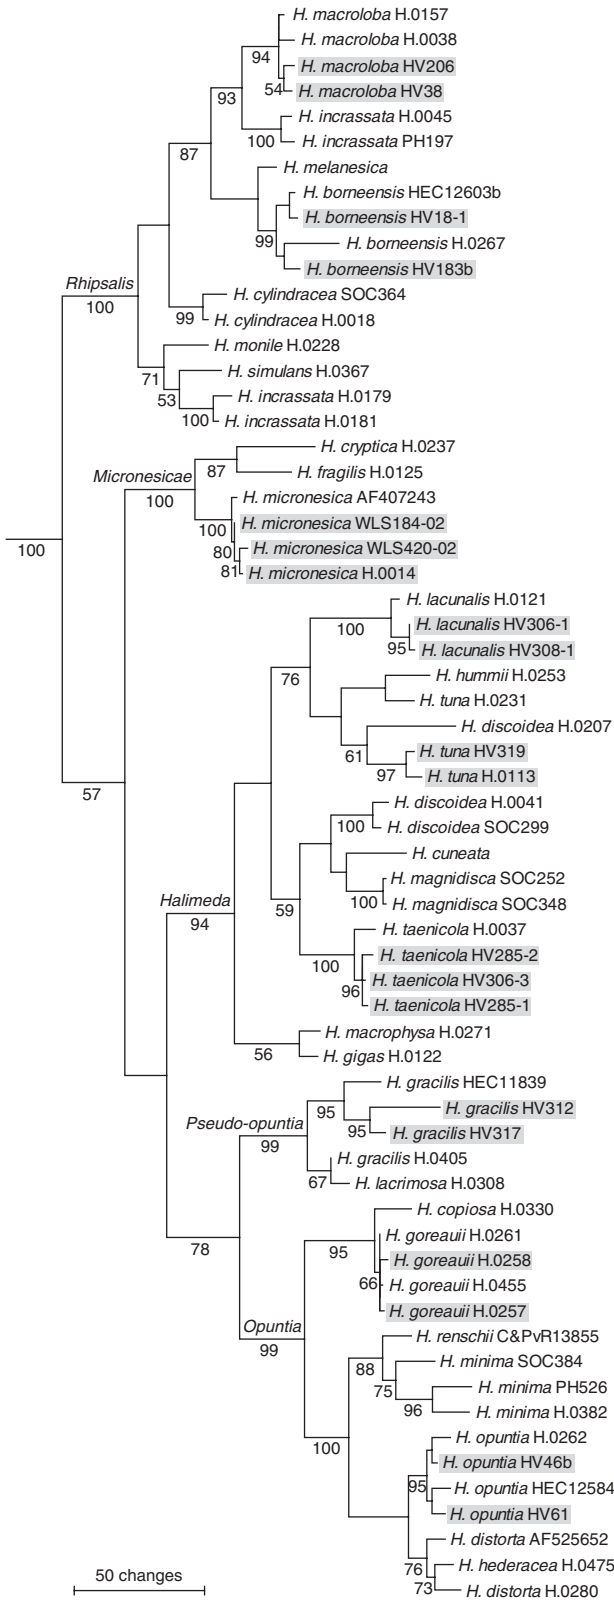 H. macroloba H.0157
H. macroloba H.0038
94
H. macroloba HV206
54
H. macroloba HV38
93
H. incrassata H.0045
100
H. incrassata PH197
87
H. melanesica
H. borneensis HEC12603b
H. borneensis HV18-1
99
H. borneensis H.0267
H. borneensis HV183b
Rhipsalis
100
H. cylindracea SOC364
99
H. cylindracea H.0018
H. monile H.0228
71
H. simulans H.0367
53
H. incrassata H.0179
100
H. incrassata H.0181
H. cryptica H.0237
87
Micronesicae
H. fragilis H.0125
100
H. micronesica AF407243
100
H. micronesica WLS184-02
100
80
H. micronesica WLS420-02
81
H. micronesica H.0014
H. lacunalis H.0121
100
H. lacunalis HV306-1
95
H. lacunalis HV308-1
76
H. hummii H.0253
H. tuna H.0231
H. discoidea H.0207
61
H. tuna HV319
97
H. tuna H.0113
57
H. discoidea H.0041
100
H. discoidea SOC299
H. cuneata
H. magnidisca SOC252
100
H. magnidisca SOC348
Halimeda
59
94
H. taenicola H.0037
H. taenicola HV285-2
100
H. taenicola HV306-3
96
H. taenicola HV285-1
H. macrophysa H.0271
56
H. gigas H.0122
H. gracilis HEC11839
95
H. gracilis HV312
Pseudo-opuntia
95
H. gracilis HV317
99
H. gracilis H.0405
67
H. lacrimosa H.0308
H. copiosa H.0330
78
95
H. goreauii H.0261
H. goreauii H.0258
66
H. goreauii H.0455
H. goreauii H.0257
Opuntia
99
H. renschii C&PvR13855
88
H. minima SOC384
75
H. minima PH526
96
H. minima H.0382
100
H. opuntia H.0262
H. opuntia HV46b
95
H. opuntia HEC12584
H. opuntia HV61
H. distorta AF525652
76
H. hederacea H.0475
73
H. distorta H.0280
50 changes